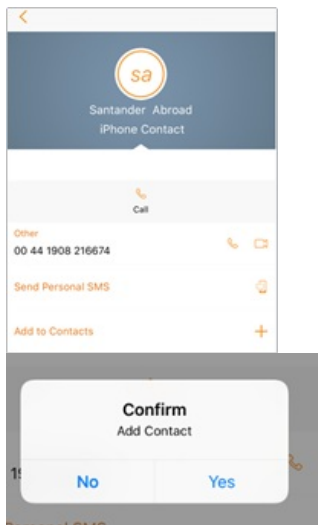 sa
Santander Abroad
iPhone Contact
Call
Other
00 44 1908 216674
Send Personal SMS
Add to Contacts
Confirm
Add Contact
No
Yes